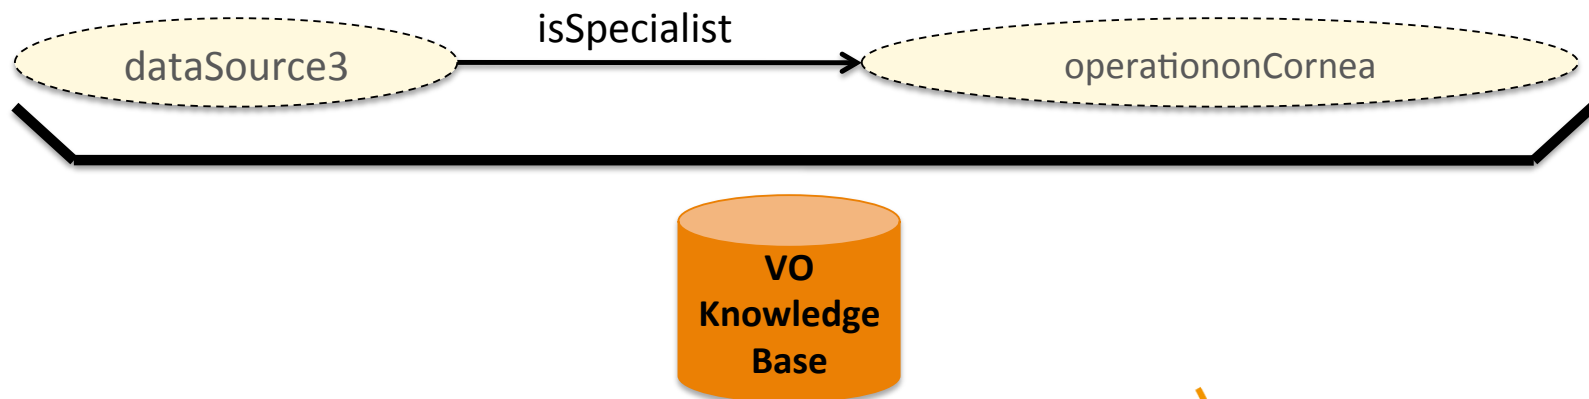 isSpecialist
dataSource3
operationonCornea
VO
Knowledge
Base